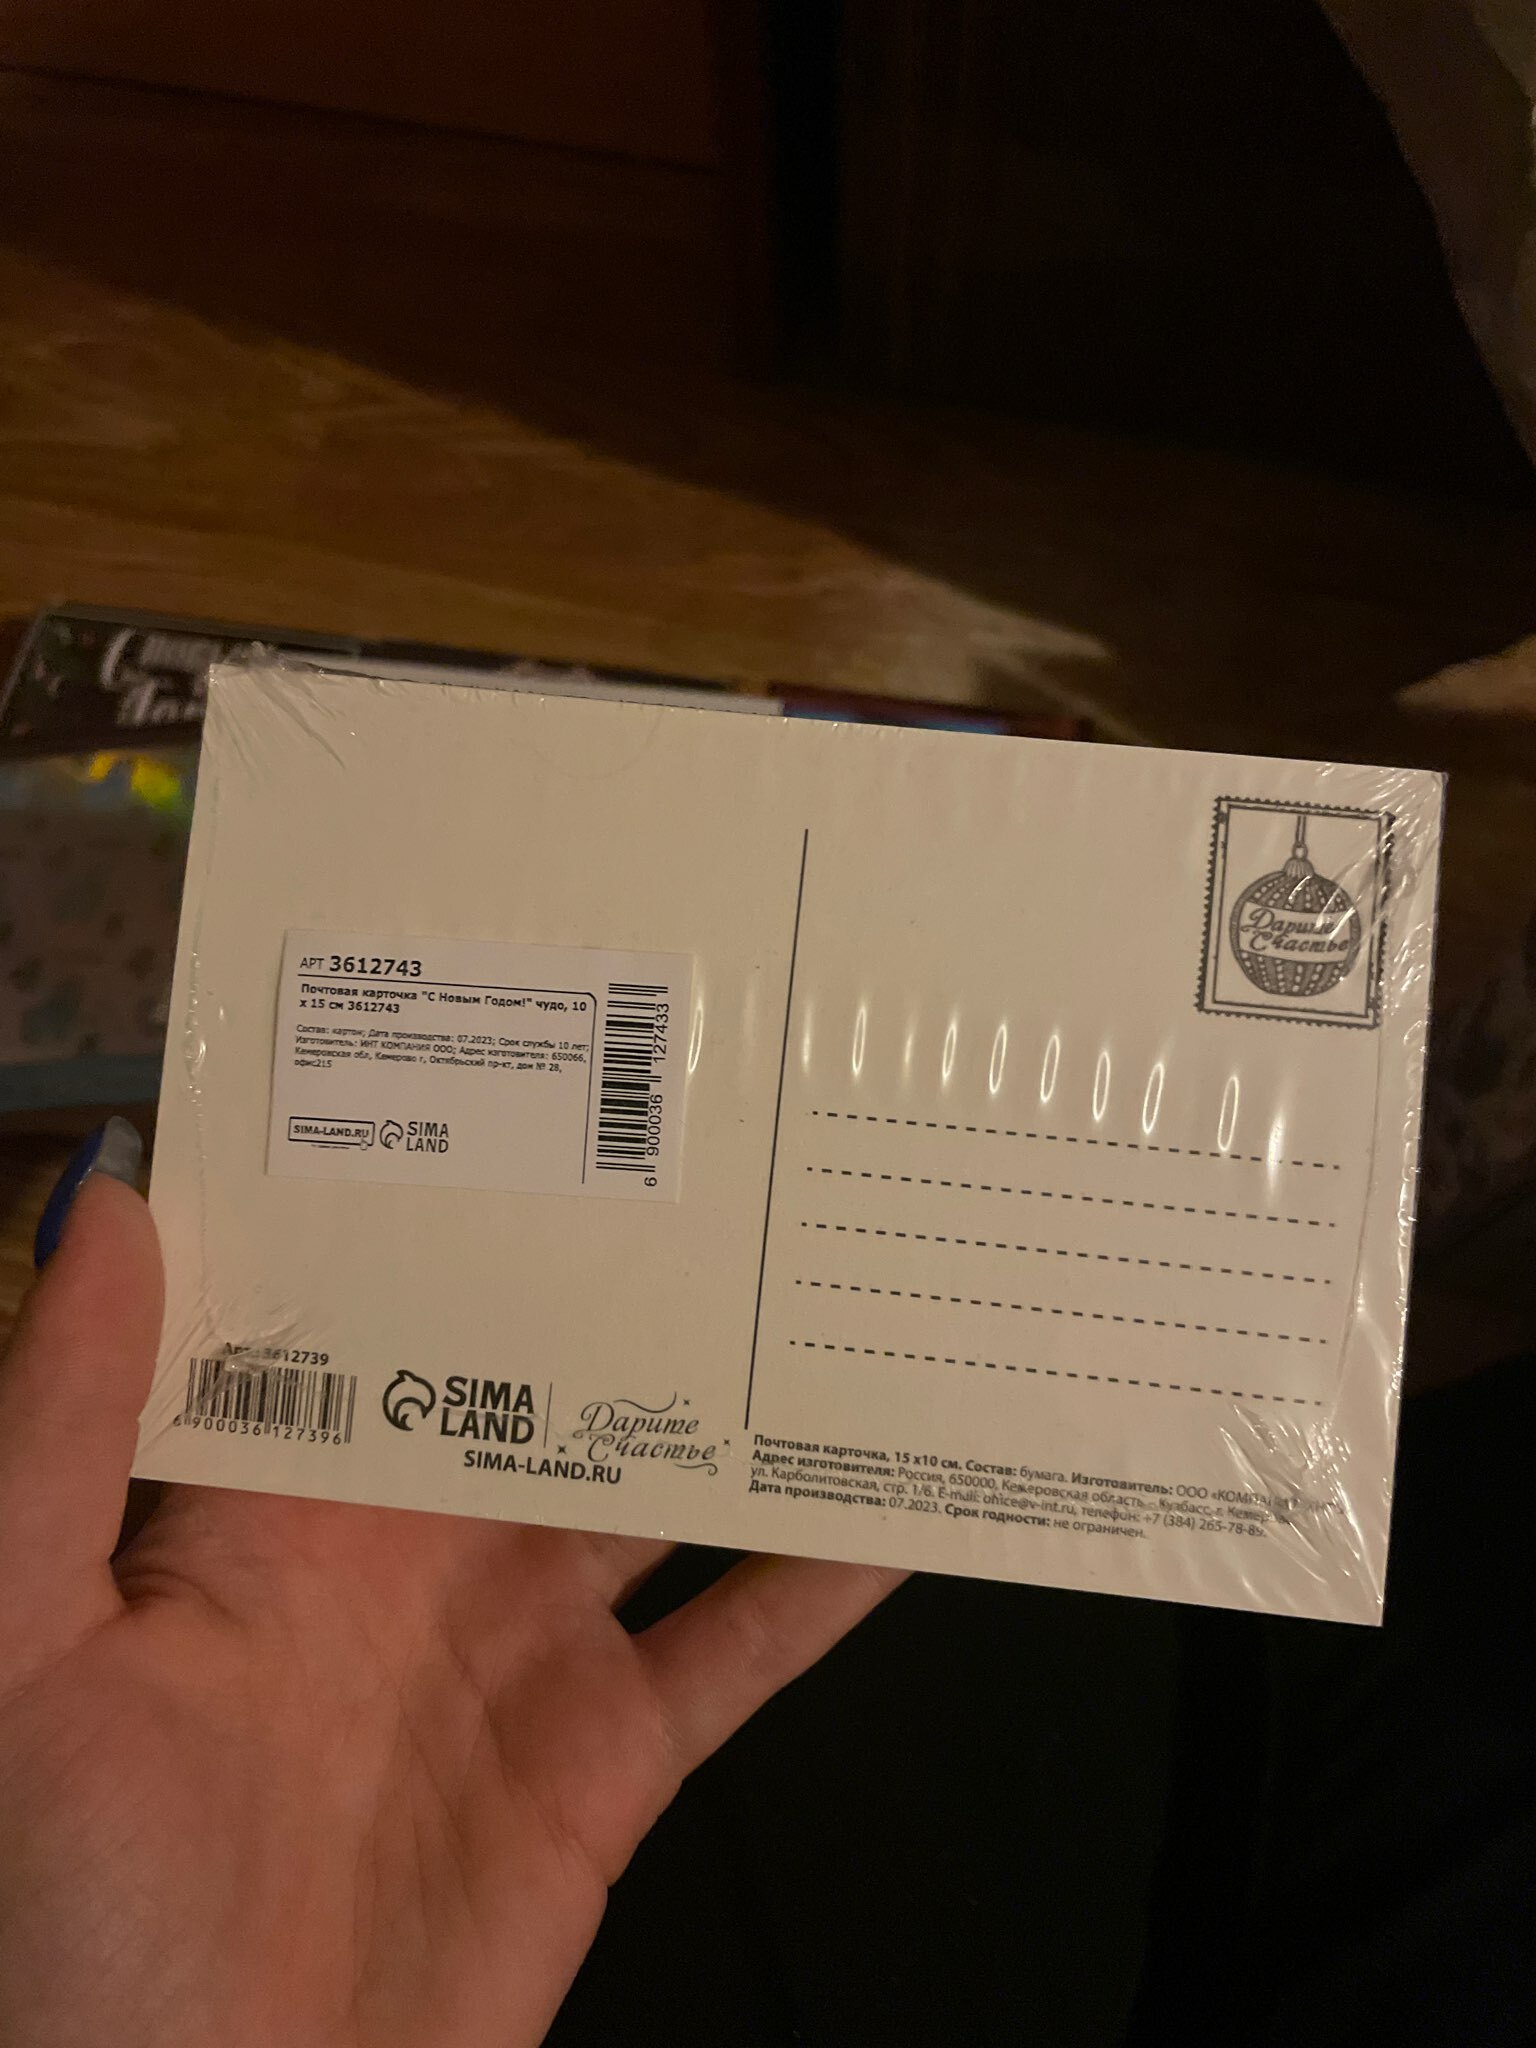 Дарите
Счастье
АРТ 3612743
Почтовая карточка "С Новым Годом!" чудо, 10
х 15 см 3612743
Состав: картон; Дата производства: 07.2023; Срок службы 10 лет;
Изготовитель: ИНТ КОМПАНИЯ ООО; Адрес изготовителя: 650066,
Кемеровская обл, Кемерово г, Октябрьский пр-кт, дом № 28,
офис215
SIMA-LAND.RU
SIMA
LAND
6 900036 127433
3612739
6 900036 127396
SIMA
LAND
SIMA-LAND.RU
Дарите
Счастье
Почтовая карточка, 15 х10 см. Состав: бумага. Изготовитель: ООО
Адрес изготовителя: Россия, 650000, Кемеровская область – Кузбасс, г.
ул. Карболитовская, стр. 1/6. E-mail: office@v-int.ru, телефон: +7 (384) 265-78-89.
Дата производства: 07.2023. Срок годности: не ограничен.